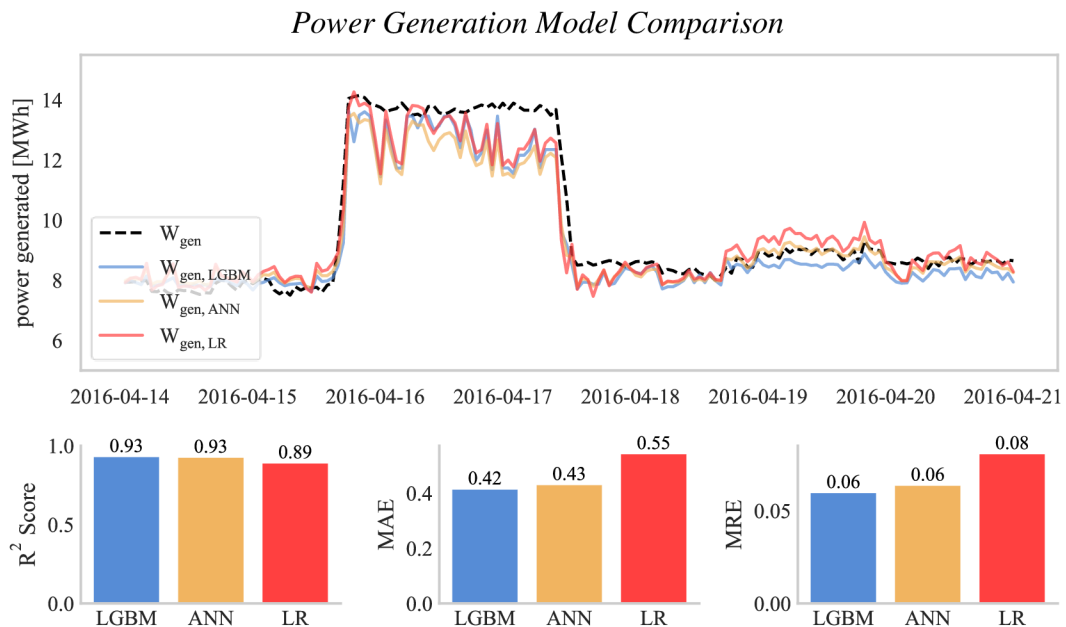 Power Generation Model Comparison
power generated [MWh]
14
12
10
8
6
W_gen
W_gen, LGBM
W_gen, ANN
W_gen, LR
2016-04-14 2016-04-15 2016-04-16 2016-04-17 2016-04-18 2016-04-19 2016-04-20 2016-04-21
R² Score
1.0
0.5
0.0
0.93 0.93 0.89
LGBM ANN LR
MAE
0.4
0.2
0.0
0.42 0.43 0.55
LGBM ANN LR
MRE
0.05
0.00
0.06 0.06 0.08
LGBM ANN LR